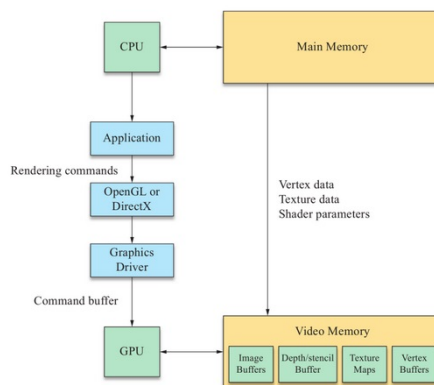 CPU
Main Memory
Application
Rendering commands
OpenGL or
DirectX
Vertex data
Texture data
Shader parameters
Graphics
Driver
Command buffer
GPU
Video Memory
Image
Buffers
Depth/stencil
Buffer
Texture
Maps
Vertex
Buffers